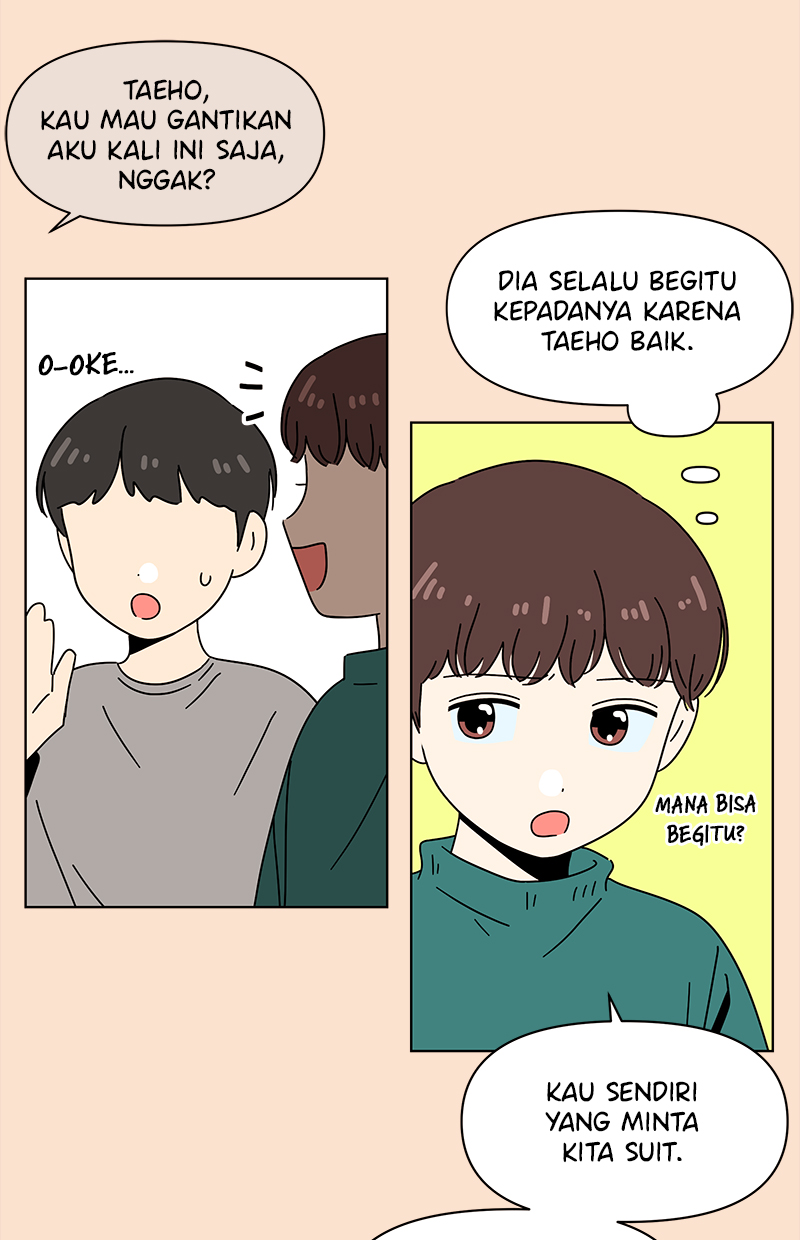 TAEHO,
KAU MAU GANTIKAN
AKU KALI INI SAJA,
NGGAK?
DIA SELALU BEGITU
KEPADANYA KARENA
TAEHO BAIK.
O-OKE...
MANA BISA
BEGITU?
KAU SENDIRI
YANG MINTA
KITA SUIT.